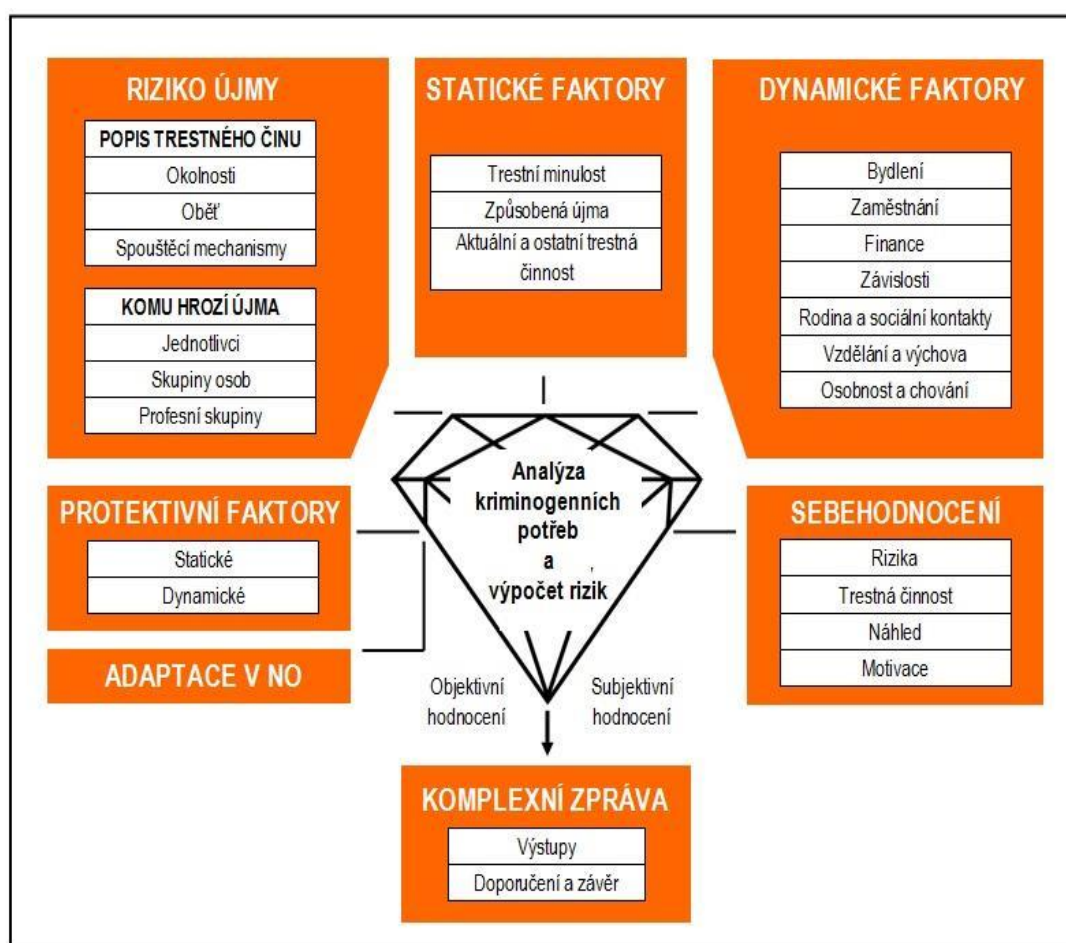 RIZIKO ÚJMY
POPIS TRESTNÉHO ČINU
Okolnosti
Oběť
Spouštěcí mechanismy
KOMU HROZÍ ÚJMA
Jednotlivci
Skupiny osob
Profesní skupiny
STATICKÉ FAKTORY
Trestní minulost
Způsobená újma
Aktuální a ostatní trestná
činnost
DYNAMICKÉ FAKTORY
Bydlení
Zaměstnání
Finance
Závislosti
Rodina a sociální kontakty
Vzdělání a výchova
Osobnost a chování
Analýza
kriminogenních
potřeb
a
výpočet rizik
PROTEKTIVNÍ FAKTORY
Statické
Dynamické
ADAPTACE V NO
SEBEHODNOCENÍ
Rizika
Trestná činnost
Náhled
Motivace
Objektivní
hodnocení
Subjektivní
hodnocení
KOMPLEXNÍ ZPRÁVA
Výstupy
Doporučení a závěr